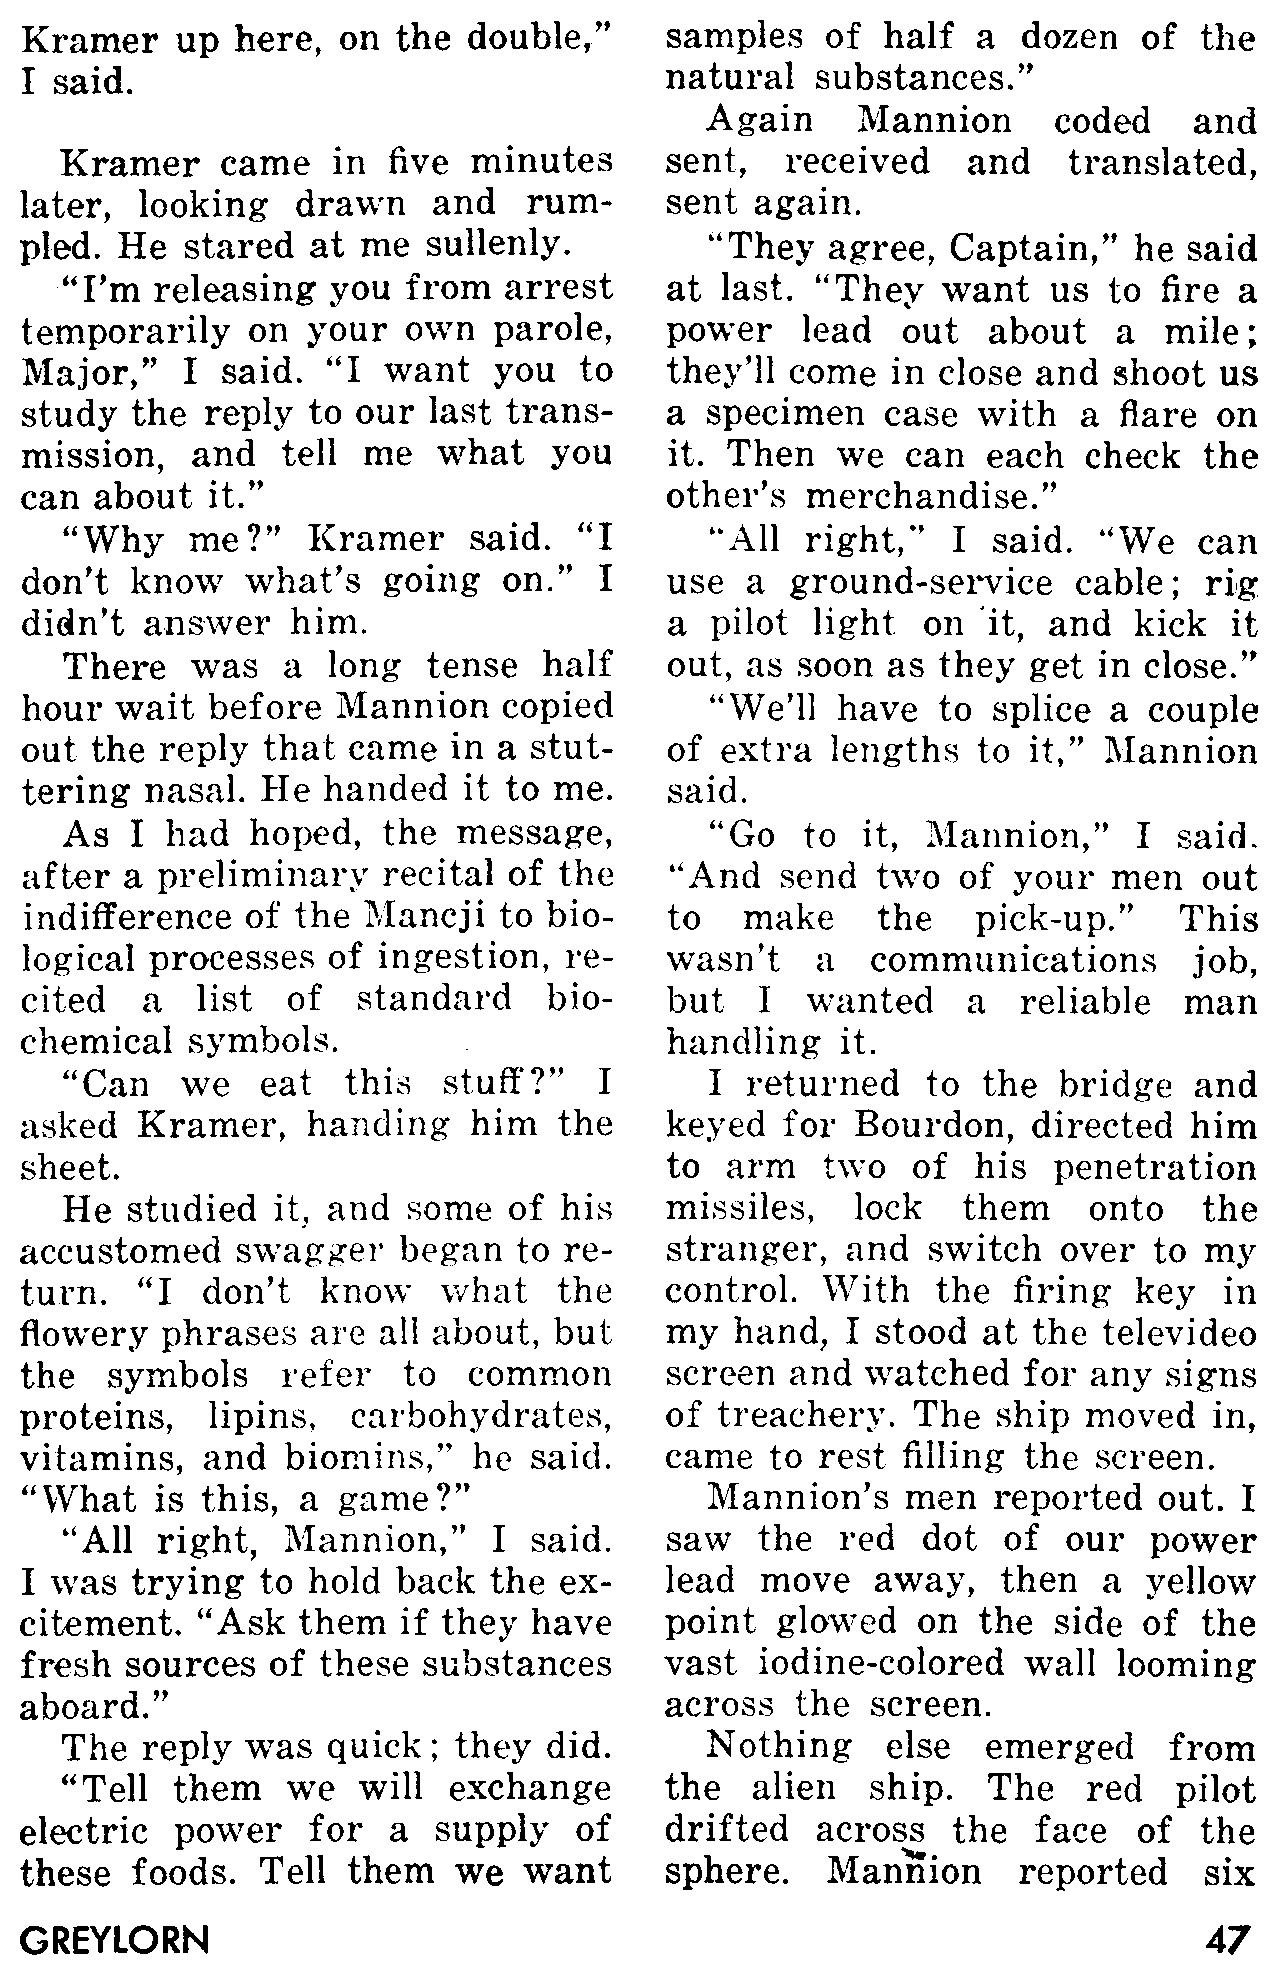 Kramer up here, on the double,”
I said.
Kramer came in five minutes
later, looking drawn and rum-
pled. He stared at me sullenly.
“I'm releasing you from arrest
temporarily on your own parole,
Major,” I said. “I want you to
study the reply to our last trans-
mission, and tell me what you
can about it.”
“Why me?” Kramer said. “I
don't know what's going on.” I
didn't answer him.
There was a long tense half
hour wait before Mannion copied
out the reply that came in a stut-
tering nasal. He handed it to me.
As I had hoped, the message,
after a preliminary recital of the
indifference of the Mancji to bio-
logical processes of ingestion, re-
cited a list of standard bio-
chemical symbols.
“Can we eat this stuff?” I
asked Kramer, handing him the
sheet.
He studied it, and some of his
accustomed swagger began to re-
turn. “I don't know what the
flowery phrases are all about, but
the symbols refer to common
proteins, lipins, carbohydrates,
vitamins, and biomins,” he said.
“What is this, a game?”
“All right, Mannion,” I said.
I was trying to hold back the ex-
citement. “Ask them if they have
fresh sources of these substances
aboard.”
The reply was quick; they did.
“Tell them we will exchange
electric power for a supply of
these foods. Tell them we want
samples of half a dozen of the
natural substances.”
Again Mannion coded and
sent, received and translated,
sent again.
“They agree, Captain,” he said
at last. “They want us to fire a
power lead out about a mile;
they'll come in close and shoot us
a specimen case with a flare on
it. Then we can each check the
other's merchandise.”
“All right,” I said. “We can
use a ground-service cable; rig
a pilot light on it, and kick it
out, as soon as they get in close.”
“We'll have to splice a couple
of extra lengths to it,” Mannion
said.
“Go to it, Mannion,” I said.
“And send two of your men out
to make the pick-up.” This
wasn't a communications job,
but I wanted a reliable man
handling it.
I returned to the bridge and
keyed for Bourdon, directed him
to arm two of his penetration
missiles, lock them onto the
stranger, and switch over to my
control. With the firing key in
my hand, I stood at the televideo
screen and watched for any signs
of treachery. The ship moved in,
came to rest filling the screen.
Mannion's men reported out. I
saw the red dot of our power
lead move away, then a yellow
point glowed on the side of the
vast iodine-colored wall looming
across the screen.
Nothing else emerged from
the alien ship. The red pilot
drifted across the face of the
sphere. Mannion reported six
GREYLORN 47